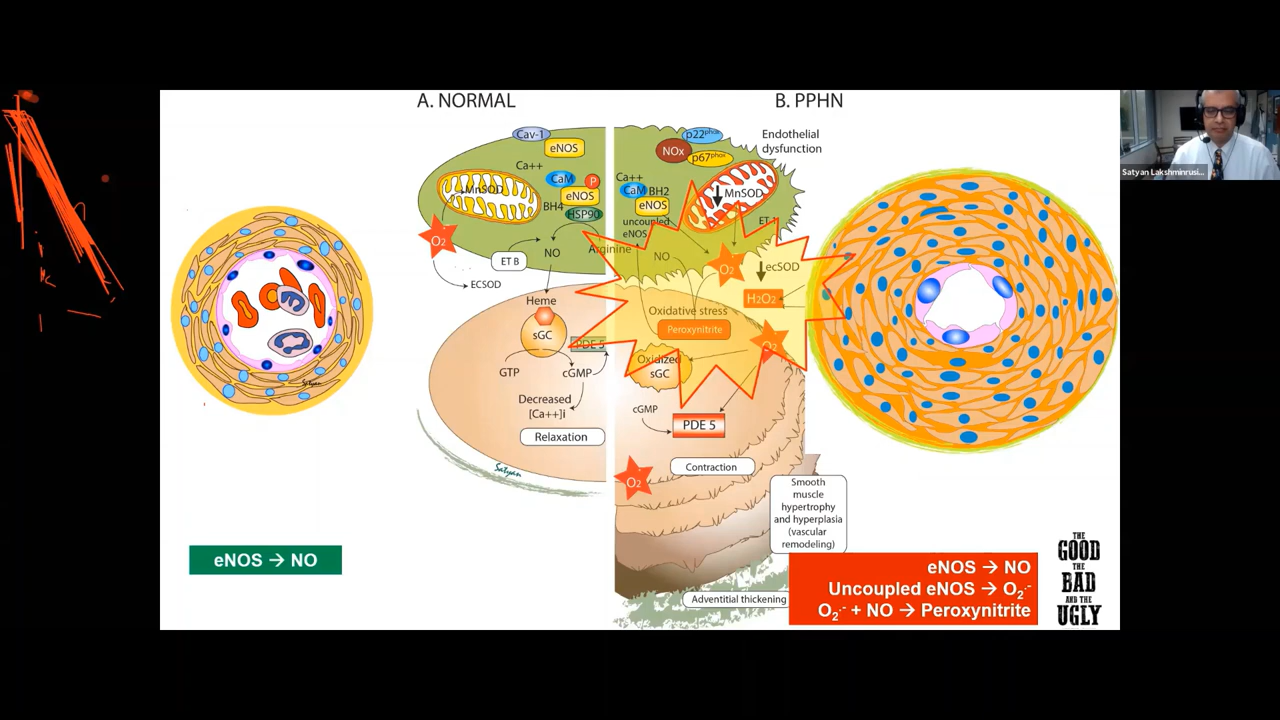 A. NORMAL
B. PPHN
Cav-1
eNOS
Ca++
CaM
P
eNOS
HSP90
BH4
MnSOD
O2
ET B
NO
Arginine
ECSOD
Heme
sGC
PDE 5
GTP
cGMP
Decreased
[Ca++]i
Relaxation
Satyan
Satyan
p22phox
NOx
p67phox
Endothelial
dysfunction
Ca++
CaM
BH2
eNOS
uncoupled
eNOS
MnSOD
NO
O2
ecSOD
H2O2
Oxidative stress
Peroxynitrite
O2
Oxidized
sGC
cGMP
PDE 5
Contraction
O2
Smooth
muscle
hypertrophy
and hyperplasia
(vascular
remodeling)
Adventitial thickening
eNOS → NO
eNOS → NO
Uncoupled eNOS → O2·-
O2·- + NO → Peroxynitrite
THE
GOOD
THE
BAD
AND THE
UGLY
Satyan Lakshminrusi...